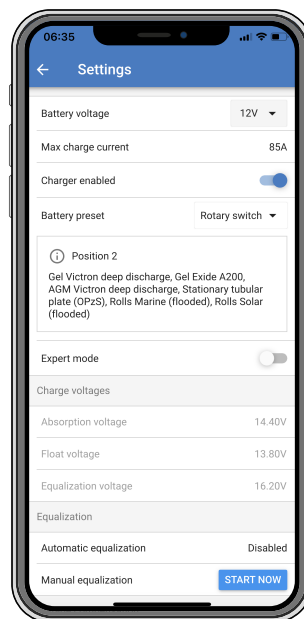 06:35
Settings
Battery voltage 12V
Max charge current 85A
Charger enabled
Battery preset Rotary switch
Position 2
Gel Victron deep discharge, Gel Exide A200,
AGM Victron deep discharge, Stationary tubular
plate (OPzS), Rolls Marine (flooded), Rolls Solar
(flooded)
Expert mode
Charge voltages
Absorption voltage 14.40V
Float voltage 13.80V
Equalization voltage 16.20V
Equalization
Automatic equalization Disabled
Manual equalization START NOW